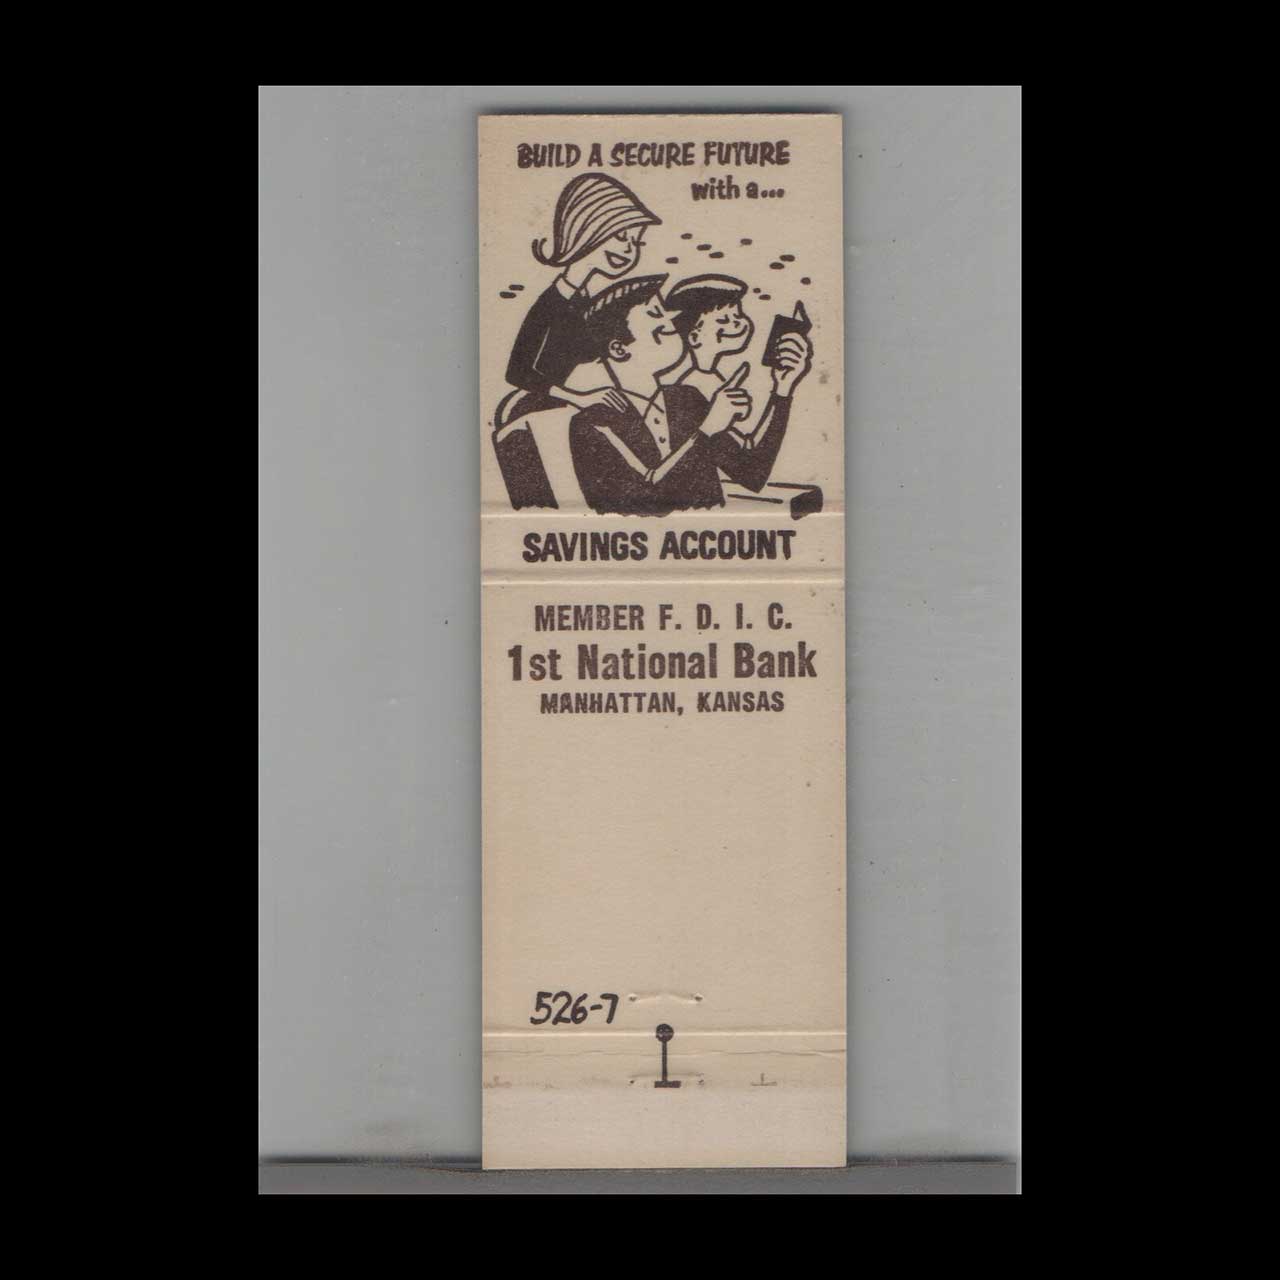 BUILD A SECURE FUTURE
with a...
SAVINGS ACCOUNT
MEMBER F. D. I. C.
1st National Bank
MANHATTAN, KANSAS
526-7